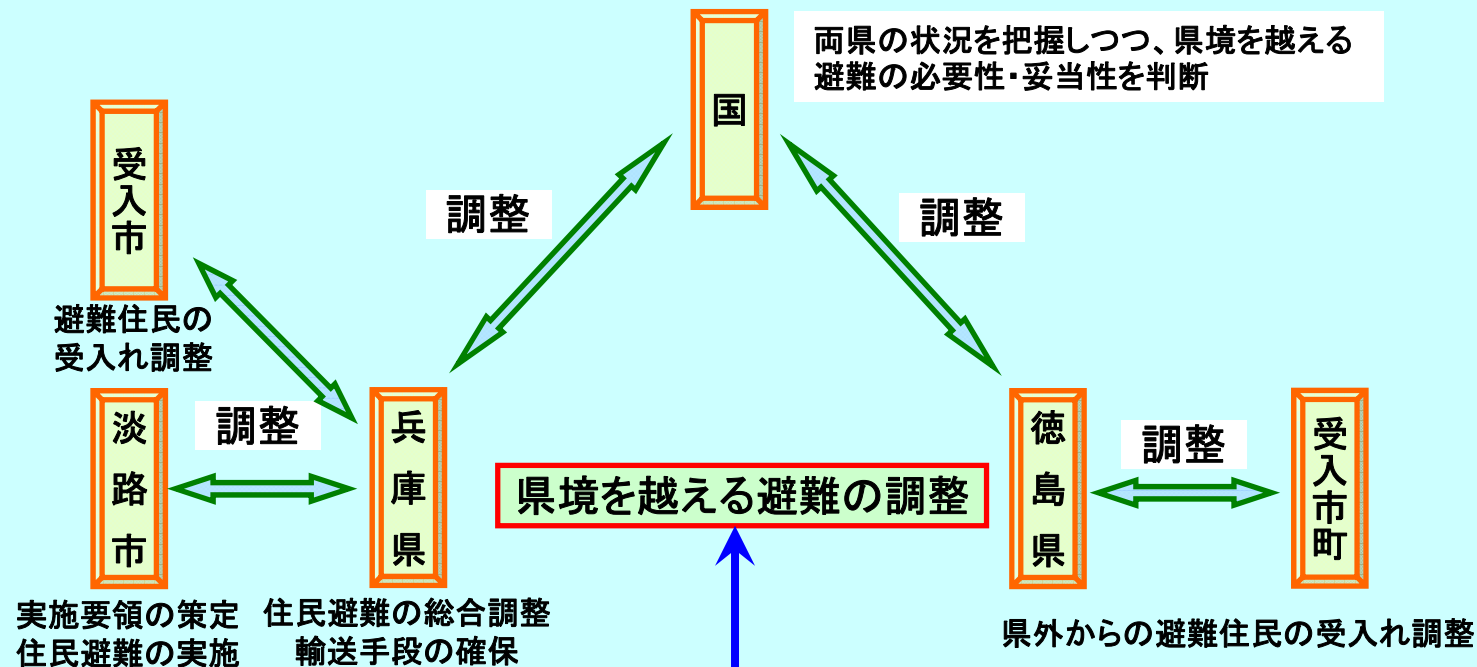 国
両県の状況を把握しつつ、県境を越える
避難の必要性・妥当性を判断
受入市
避難住民の
受入れ調整
調整
調整
淡路市
実施要領の策定
住民避難の実施
調整
兵庫県
住民避難の総合調整
輸送手段の確保
県境を越える避難の調整
徳島県
調整
受入市町
県外からの避難住民の受入れ調整